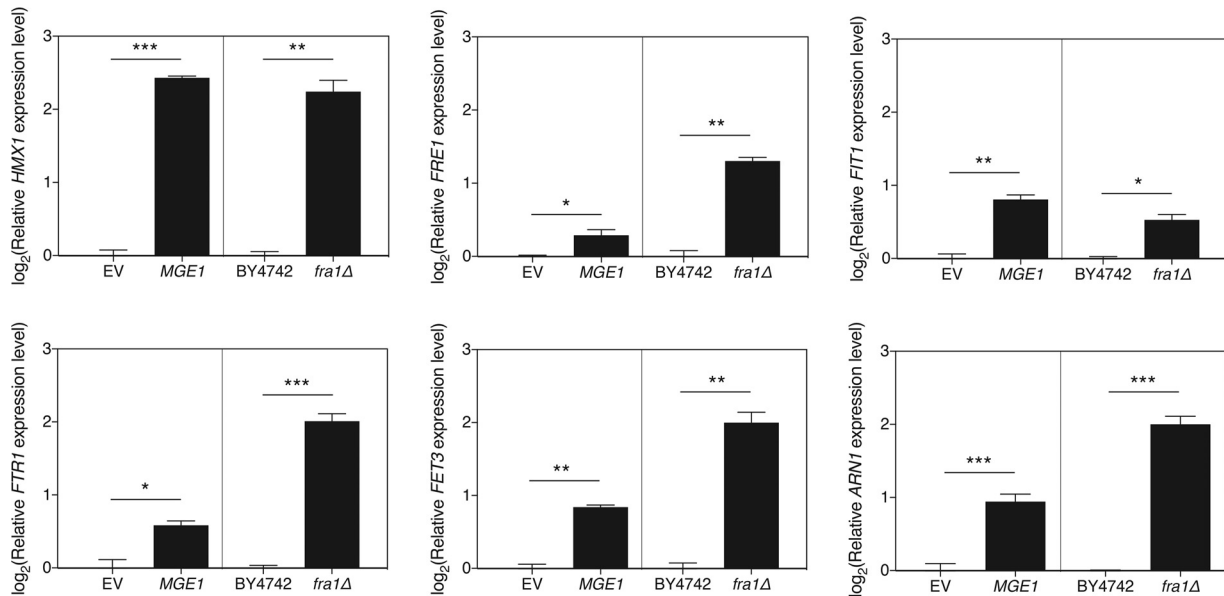 log₂(Relative HMX1 expression level)
3
2
1
0
***
**
EV
MGE1
BY4742
fra1Δ
log₂(Relative FRE1 expression level)
3
2
1
0
*
**
EV
MGE1
BY4742
fra1Δ
log₂(Relative FIT1 expression level)
3
2
1
0
**
*
EV
MGE1
BY4742
fra1Δ
log₂(Relative FTR1 expression level)
3
2
1
0
*
***
EV
MGE1
BY4742
fra1Δ
log₂(Relative FET3 expression level)
3
2
1
0
**
**
EV
MGE1
BY4742
fra1Δ
log₂(Relative ARN1 expression level)
3
2
1
0
***
***
EV
MGE1
BY4742
fra1Δ